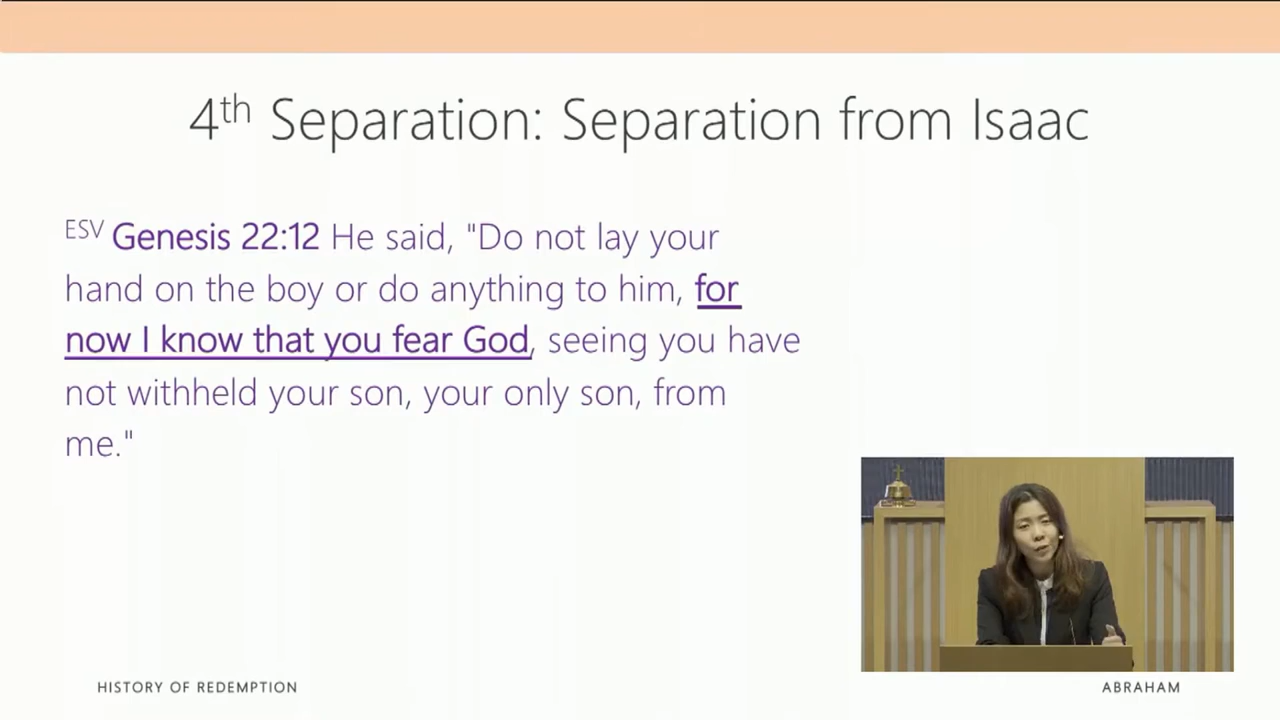 4th Separation: Separation from Isaac
ESV Genesis 22:12 He said, "Do not lay your
hand on the boy or do anything to him, for
now I know that you fear God, seeing you have
not withheld your son, your only son, from
me."
HISTORY OF REDEMPTION
ABRAHAM